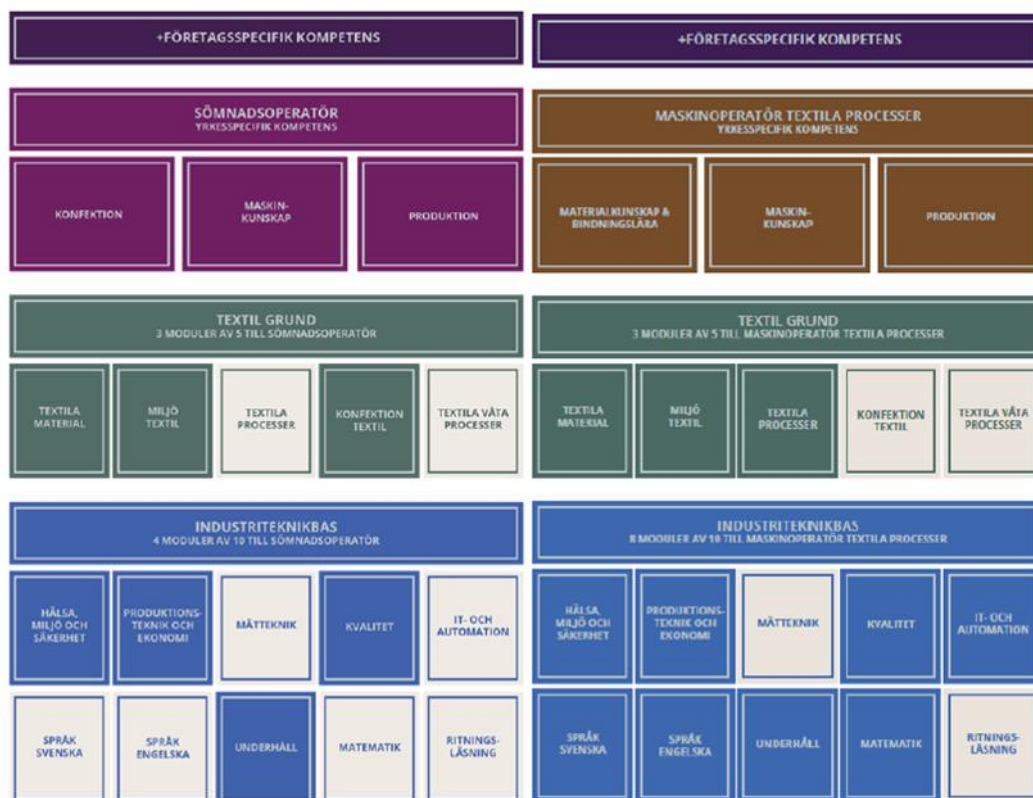 +FÖRETAGSSPECIFIK KOMPETENS
SÖMNADSOPERATÖR
YRKESSPECIFIK KOMPETENS
KONFEKTION
MASKIN-
KUNSKAP
PRODUKTION
TEXTIL GRUND
3 MODULER AV 5 TILL SÖMNADSOPERATÖR
TEXTILA
MATERIAL
MILJÖ
TEXTIL
TEXTILA
PROCESSER
KONFEKTION
TEXTIL
TEXTILA VÅTA
PROCESSER
INDUSTRITEKNIKBAS
4 MODULER AV 10 TILL SÖMNADSOPERATÖR
HÄLSA,
MILJÖ OCH
SÄKERHET
PRODUKTIONS-
TEKNIK OCH
EKONOMI
MÄTTEKNIK
KVALITET
IT- OCH
AUTOMATION
SPRÅK
SVENSKA
SPRÅK
ENGELSKA
UNDERHÅLL
MATEMATIK
RITNINGS-
LÄSNING
+FÖRETAGSSPECIFIK KOMPETENS
MASKINOPERATÖR TEXTILA PROCESSER
YRKESSPECIFIK KOMPETENS
MATERIALKUNSKAP &
BINDNINGSLÄRA
MASKIN-
KUNSKAP
PRODUKTION
TEXTIL GRUND
3 MODULER AV 5 TILL MASKINOPERATÖR TEXTILA PROCESSER
TEXTILA
MATERIAL
MILJÖ
TEXTIL
TEXTILA
PROCESSER
KONFEKTION
TEXTIL
TEXTILA VÅTA
PROCESSER
INDUSTRITEKNIKBAS
8 MODULER AV 10 TILL MASKINOPERATÖR TEXTILA PROCESSER
HÄLSA,
MILJÖ OCH
SÄKERHET
PRODUKTIONS-
TEKNIK OCH
EKONOMI
MÄTTEKNIK
KVALITET
IT- OCH
AUTOMATION
SPRÅK
SVENSKA
SPRÅK
ENGELSKA
UNDERHÅLL
MATEMATIK
RITNINGS-
LÄSNING